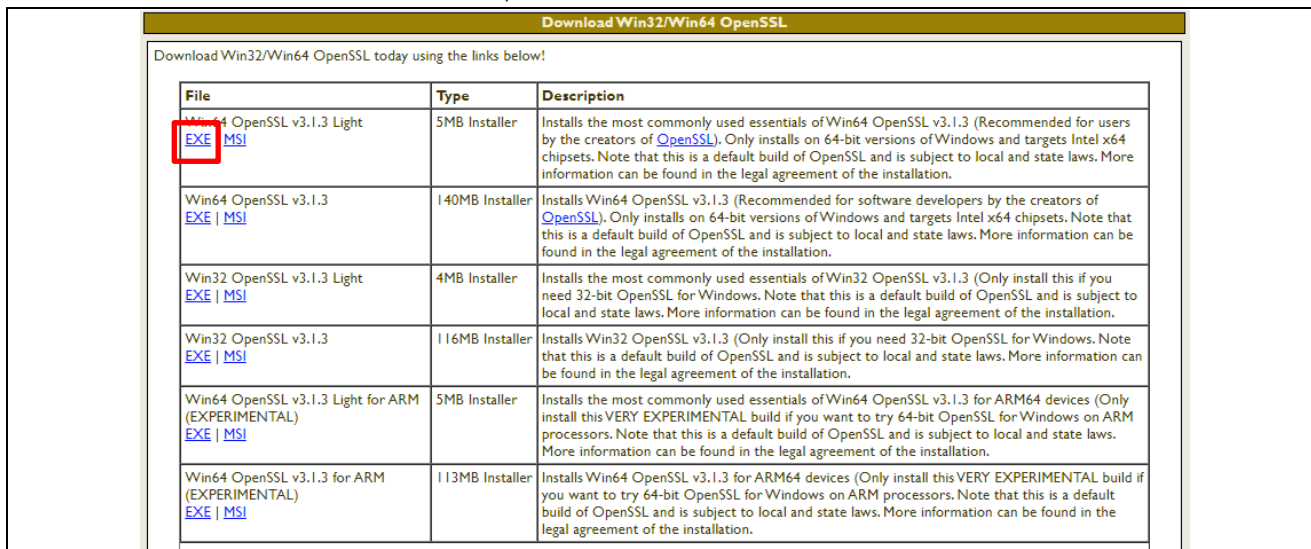 Download Win32/Win64 OpenSSL
Download Win32/Win64 OpenSSL today using the links below!
File Type Description
Win64 OpenSSL v3.1.3 Light 5MB Installer Installs the most commonly used essentials of Win64 OpenSSL v3.1.3 (Recommended for users
EXE | MSI by the creators of OpenSSL). Only installs on 64-bit versions of Windows and targets Intel x64
chipsets. Note that this is a default build of OpenSSL and is subject to local and state laws. More
information can be found in the legal agreement of the installation.
Win64 OpenSSL v3.1.3 140MB Installer Installs Win64 OpenSSL v3.1.3 (Recommended for software developers by the creators of
EXE | MSI OpenSSL). Only installs on 64-bit versions of Windows and targets Intel x64 chipsets. Note that
this is a default build of OpenSSL and is subject to local and state laws. More information can be
found in the legal agreement of the installation.
Win32 OpenSSL v3.1.3 Light 4MB Installer Installs the most commonly used essentials of Win32 OpenSSL v3.1.3 (Only install this if you
EXE | MSI need 32-bit OpenSSL for Windows. Note that this is a default build of OpenSSL and is subject to
local and state laws. More information can be found in the legal agreement of the installation.
Win32 OpenSSL v3.1.3 116MB Installer Installs Win32 OpenSSL v3.1.3 (Only install this if you need 32-bit OpenSSL for Windows. Note
EXE | MSI that this is a default build of OpenSSL and is subject to local and state laws. More information can
be found in the legal agreement of the installation.
Win64 OpenSSL v3.1.3 Light for ARM 5MB Installer Installs the most commonly used essentials of Win64 OpenSSL v3.1.3 for ARM64 devices (Only
(EXPERIMENTAL) install this VERY EXPERIMENTAL build if you want to try 64-bit OpenSSL for Windows on ARM
EXE | MSI processors. Note that this is a default build of OpenSSL and is subject to local and state laws.
More information can be found in the legal agreement of the installation.
Win64 OpenSSL v3.1.3 for ARM 113MB Installer Installs Win64 OpenSSL v3.1.3 for ARM64 devices (Only install this VERY EXPERIMENTAL build if
(EXPERIMENTAL) you want to try 64-bit OpenSSL for Windows on ARM processors. Note that this is a default
EXE | MSI build of OpenSSL and is subject to local and state laws. More information can be found in the
legal agreement of the installation.